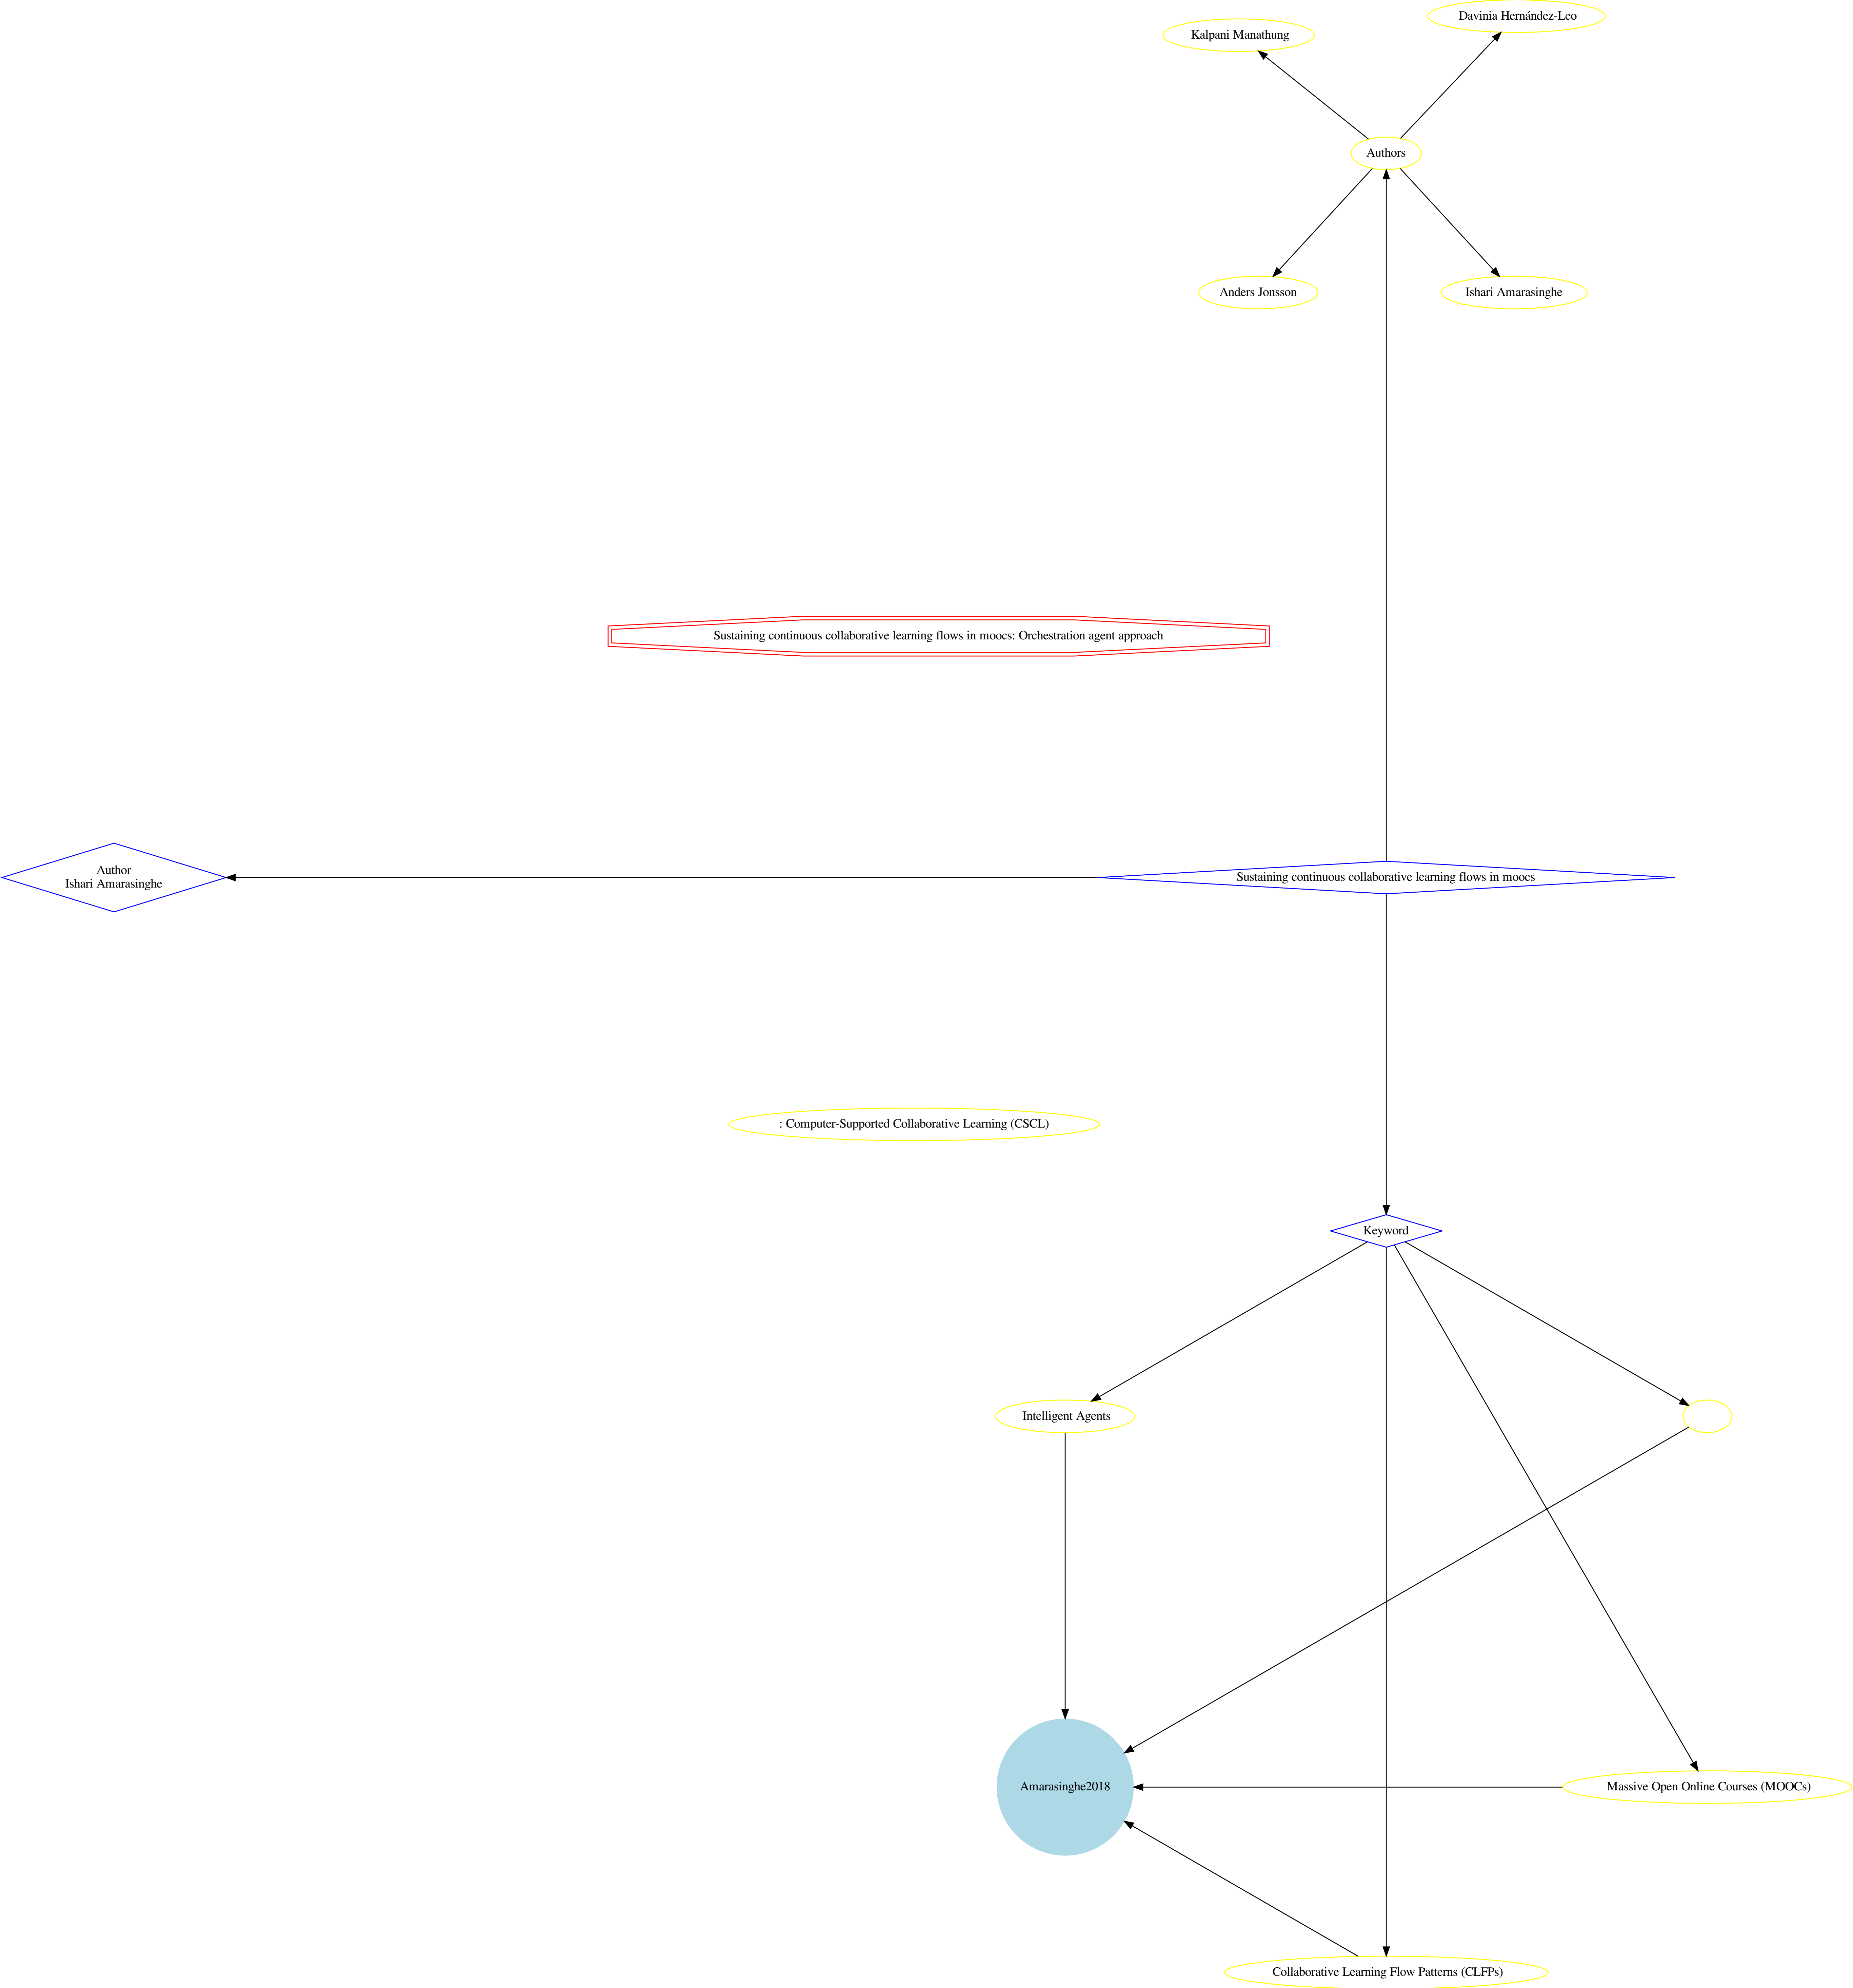 Davinia Hernández-Leo
Kalpani Manathung
Authors
Anders Jonsson
Ishari Amarasinghe
Sustaining continuous collaborative learning flows in moocs: Orchestration agent approach
Author
Ishari Amarasinghe
Sustaining continuous collaborative learning flows in moocs
: Computer-Supported Collaborative Learning (CSCL)
Keyword
Intelligent Agents
Amarasinghe2018
Massive Open Online Courses (MOOCs)
Collaborative Learning Flow Patterns (CLFPs)